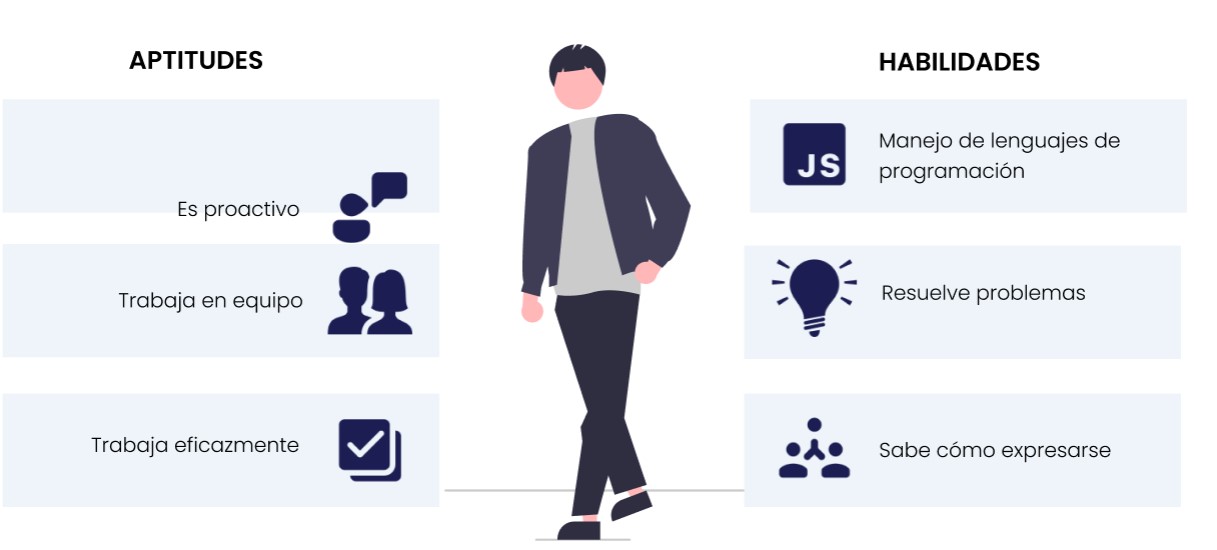 APTITUDES
Es proactivo
Trabaja en equipo
Trabaja eficazmente
HABILIDADES
JS
Manejo de lenguajes de
programación
Resuelve problemas
Sabe cómo expresarse